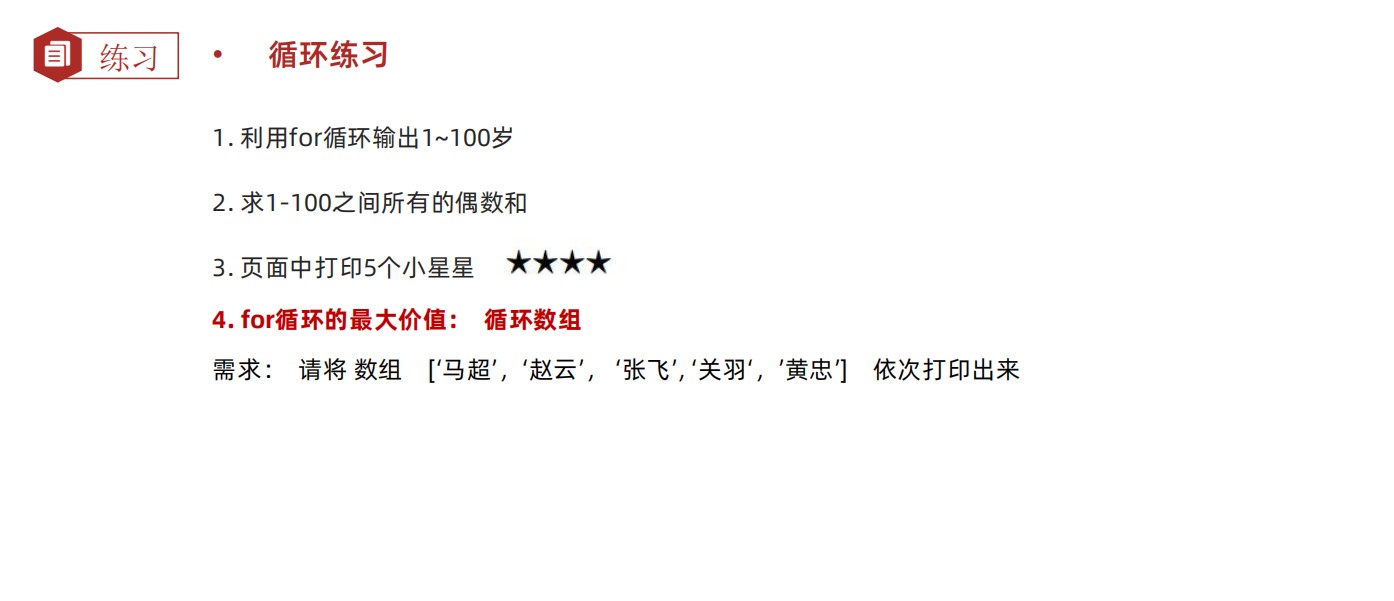 练习 • 循环练习
1. 利用for循环输出1~100岁
2. 求1-100之间所有的偶数和
3. 页面中打印5个小星星 ★★★★
4. for循环的最大价值： 循环数组
需求： 请将 数组 [‘马超’, ‘赵云’, ‘张飞’, ‘关羽‘, ’黄忠’] 依次打印出来